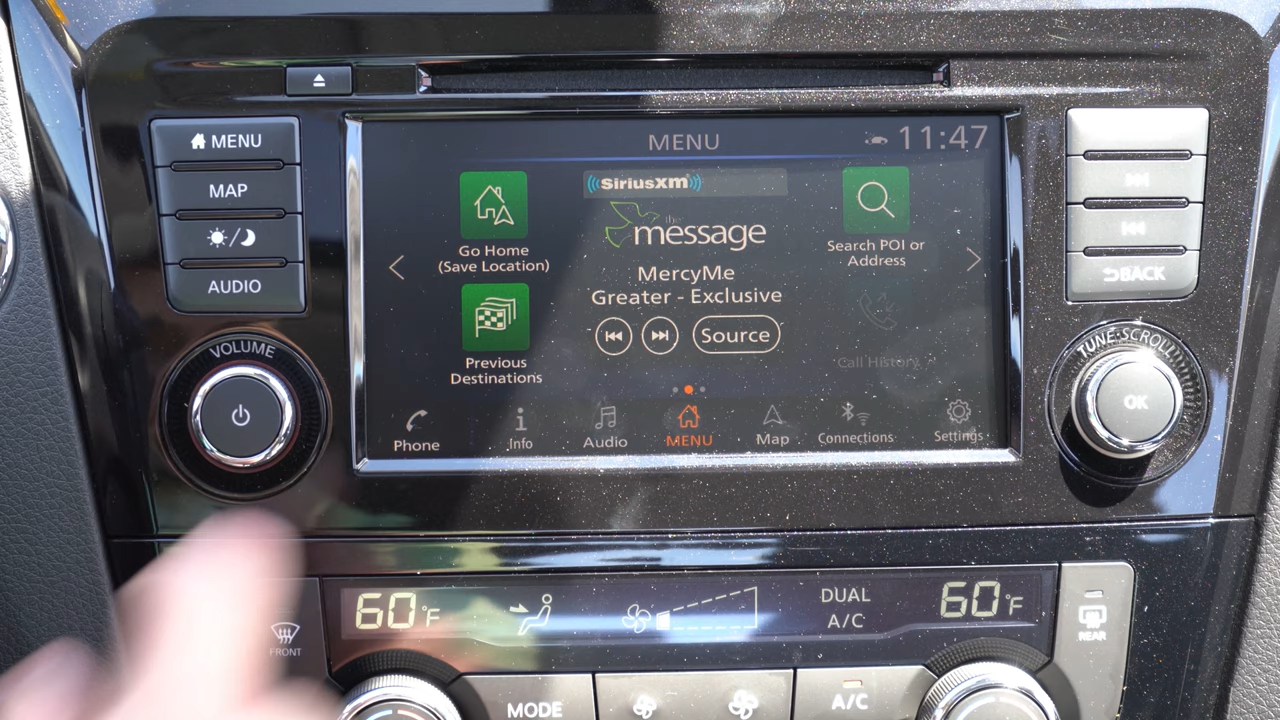 MENU
MAP
AUDIO
VOLUME
MENU
11:47
Go Home
(Save Location)
Previous
Destinations
((SiriusXM))
the
message
MercyMe
Greater - Exclusive
Source
Search POI or
Address
Call History
Phone
Info
Audio
MENU
Map
Connections
Settings
BACK
TUNE·SCROLL
OK
FRONT
60°F
DUAL
A/C
60°F
REAR
MODE
A/C